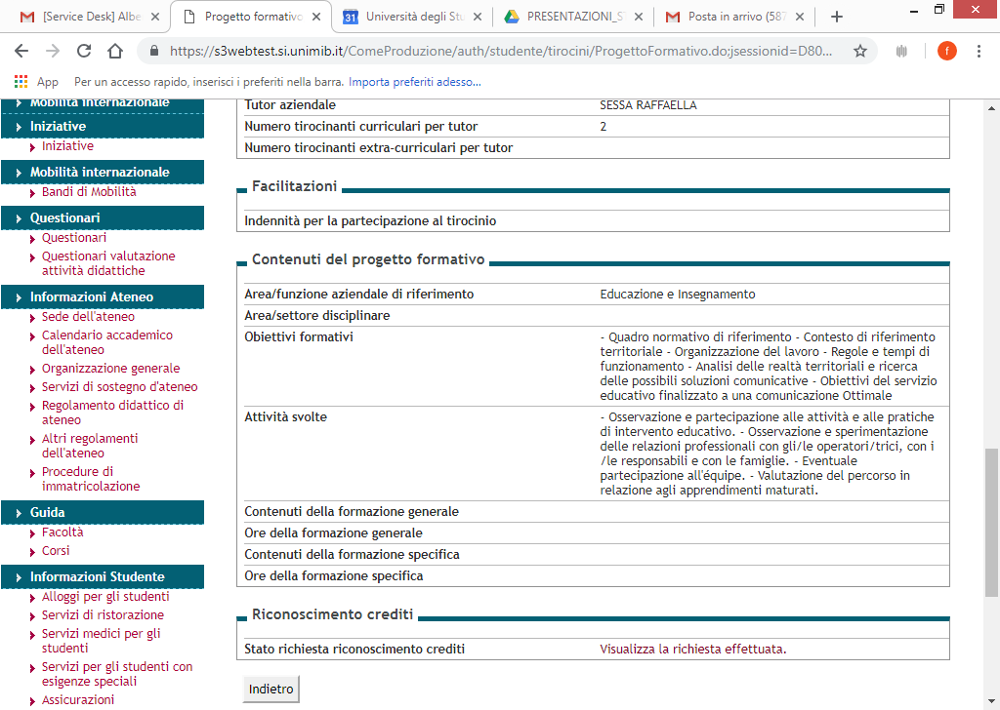 [Service Desk] Albe
Progetto formativo
31
Università degli Stu
PRESENTAZIONI_S
Posta in arrivo (587
https://s3webtest.si.unimib.it/ComeProduzione/auth/studente/tirocini/ProgettoFormativo.do;jsessionid=D80...
f
App
Per un accesso rapido, inserisci i preferiti nella barra. Importa preferiti adesso...
Mobilità internazionale
Iniziative
Iniziative
Mobilità internazionale
Bandi di Mobilità
Questionari
Questionari
Questionari valutazione
attività didattiche
Informazioni Ateneo
Sede dell'ateneo
Calendario accademico
dell'ateneo
Organizzazione generale
Servizi di sostegno d'ateneo
Regolamento didattico di
ateneo
Altri regolamenti
dell'ateneo
Procedure di
immatricolazione
Guida
Facoltà
Corsi
Informazioni Studente
Alloggi per gli studenti
Servizi di ristorazione
Servizi medici per gli
studenti
Servizi per gli studenti con
esigenze speciali
Assicurazioni
Tutor aziendale SESSA RAFFAELLA
Numero tirocinanti curriculari per tutor 2
Numero tirocinanti extra-curriculari per tutor
Facilitazioni
Indennità per la partecipazione al tirocinio
Contenuti del progetto formativo
Area/funzione aziendale di riferimento Educazione e Insegnamento
Area/settore disciplinare
Obiettivi formativi - Quadro normativo di riferimento - Contesto di riferimento
territoriale - Organizzazione del lavoro - Regole e tempi di
funzionamento - Analisi delle realtà territoriali e ricerca
delle possibili soluzioni comunicative - Obiettivi del servizio
educativo finalizzato a una comunicazione Ottimale
Attività svolte - Osservazione e partecipazione alle attività e alle pratiche
di intervento educativo. - Osservazione e sperimentazione
delle relazioni professionali con gli/le operatori/trici, con i
/le responsabili e con le famiglie. - Eventuale
partecipazione all'équipe. - Valutazione del percorso in
relazione agli apprendimenti maturati.
Contenuti della formazione generale
Ore della formazione generale
Contenuti della formazione specifica
Ore della formazione specifica
Riconoscimento crediti
Stato richiesta riconoscimento crediti Visualizza la richiesta effettuata.
Indietro